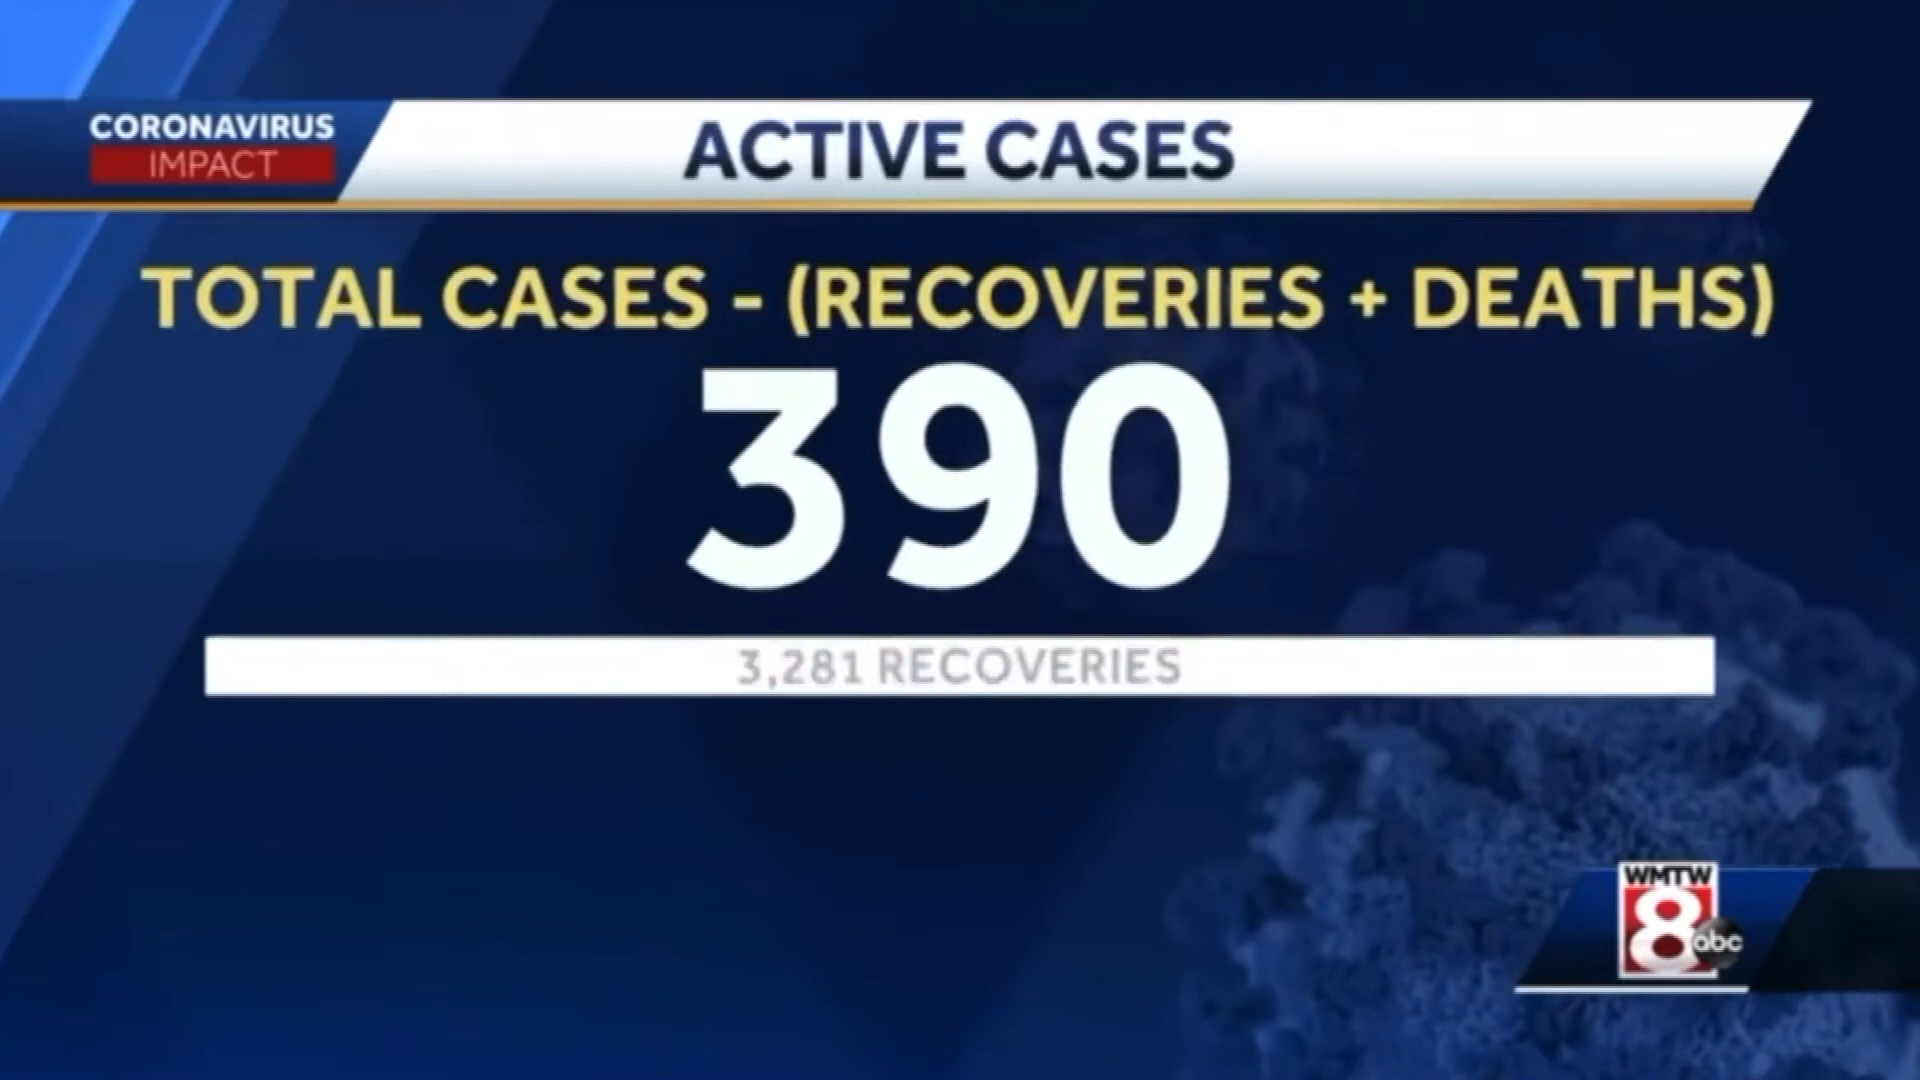 CORONAVIRUS
IMPACT
ACTIVE CASES
TOTAL CASES - (RECOVERIES + DEATHS)
390
3,281 RECOVERIES
WMTW
8
abc